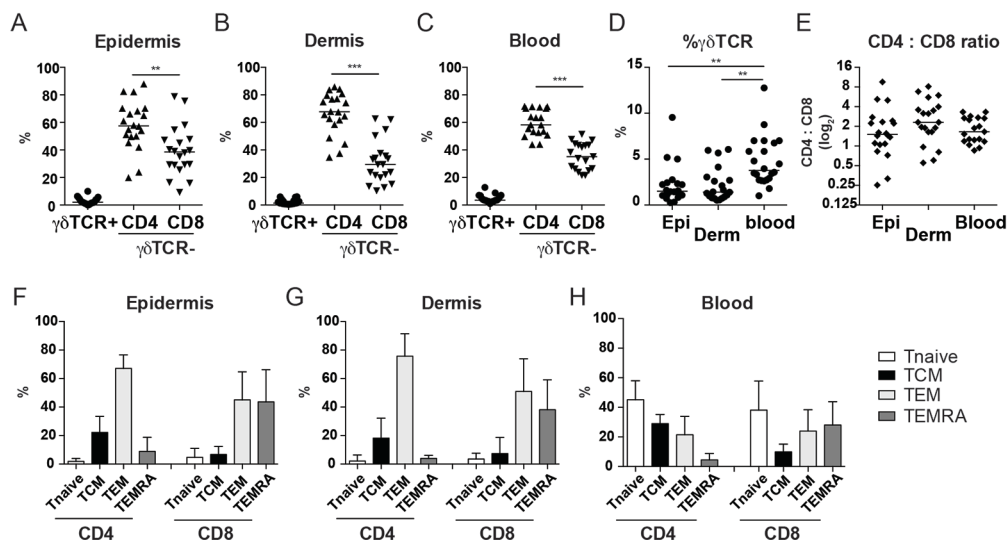 A
Epidermis
**
100
80
60
40
20
0
%
γδTCR+ CD4 CD8
γδTCR-
B
Dermis
***
100
80
60
40
20
0
%
γδTCR+ CD4 CD8
γδTCR-
C
Blood
***
100
80
60
40
20
0
%
γδTCR+ CD4 CD8
γδTCR-
D
%γδTCR
**
**
15
10
5
0
%
Epi Derm blood
E
CD4 : CD8 ratio
16
8
4
2
1
0.5
0.25
0.125
CD4 : CD8
(log2)
Epi Derm Blood
F
Epidermis
100
80
60
40
20
0
%
Tnaive TCM TEM TEMRA Tnaive TCM TEM TEMRA
CD4 CD8
G
Dermis
100
80
60
40
20
0
%
Tnaive TCM TEM TEMRA Tnaive TCM TEM TEMRA
CD4 CD8
H
Blood
100
80
60
40
20
0
%
Tnaive TCM TEM TEMRA Tnaive TCM TEM TEMRA
CD4 CD8
Tnaive
TCM
TEM
TEMRA